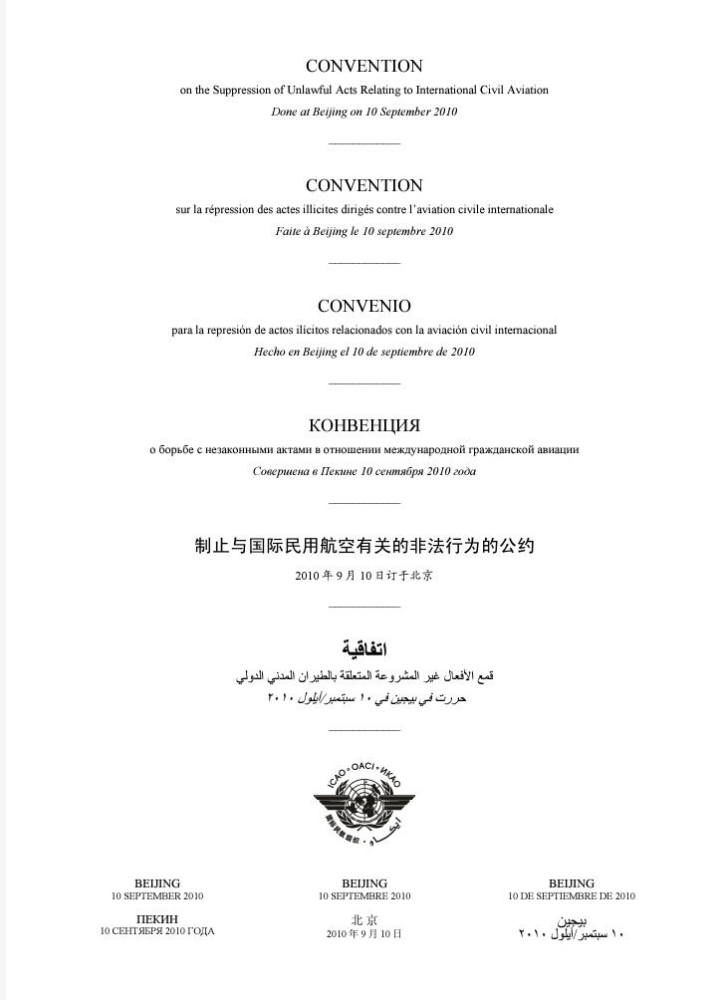 CONVENTION
on the Suppression of Unlawful Acts Relating to International Civil Aviation
Done at Beijing on 10 September 2010
CONVENTION
sur la répression des actes illicites dirigés contre l’aviation civile internationale
Faite à Beijing le 10 septembre 2010
CONVENIO
para la represión de actos ilícitos relacionados con la aviación civil internacional
Hecho en Beijing el 10 de septiembre de 2010
КОНВЕНЦИЯ
о борьбе с незаконными актами в отношении международной гражданской авиации
Совершена в Пекине 10 сентября 2010 года
制止与国际民用航空有关的非法行为的公约
2010 年 9 月 10 日订于北京
اتفاقية
قمع الأفعال غير المشروعة المتعلقة بالطيران المدني الدولي
حررت في بيجين في ١٠ سبتمبر/أيلول ٢٠١٠
ICAO • OACI • ИКАО
国际民航组织 • ايكاو
BEIJING
10 SEPTEMBER 2010
BEIJING
10 SEPTEMBRE 2010
BEIJING
10 DE SEPTIEMBRE DE 2010
ПЕКИН
10 СЕНТЯБРЯ 2010 ГОДА
北 京
2010 年 9 月 10 日
بيجين
١٠ سبتمبر/أيلول ٢٠١٠